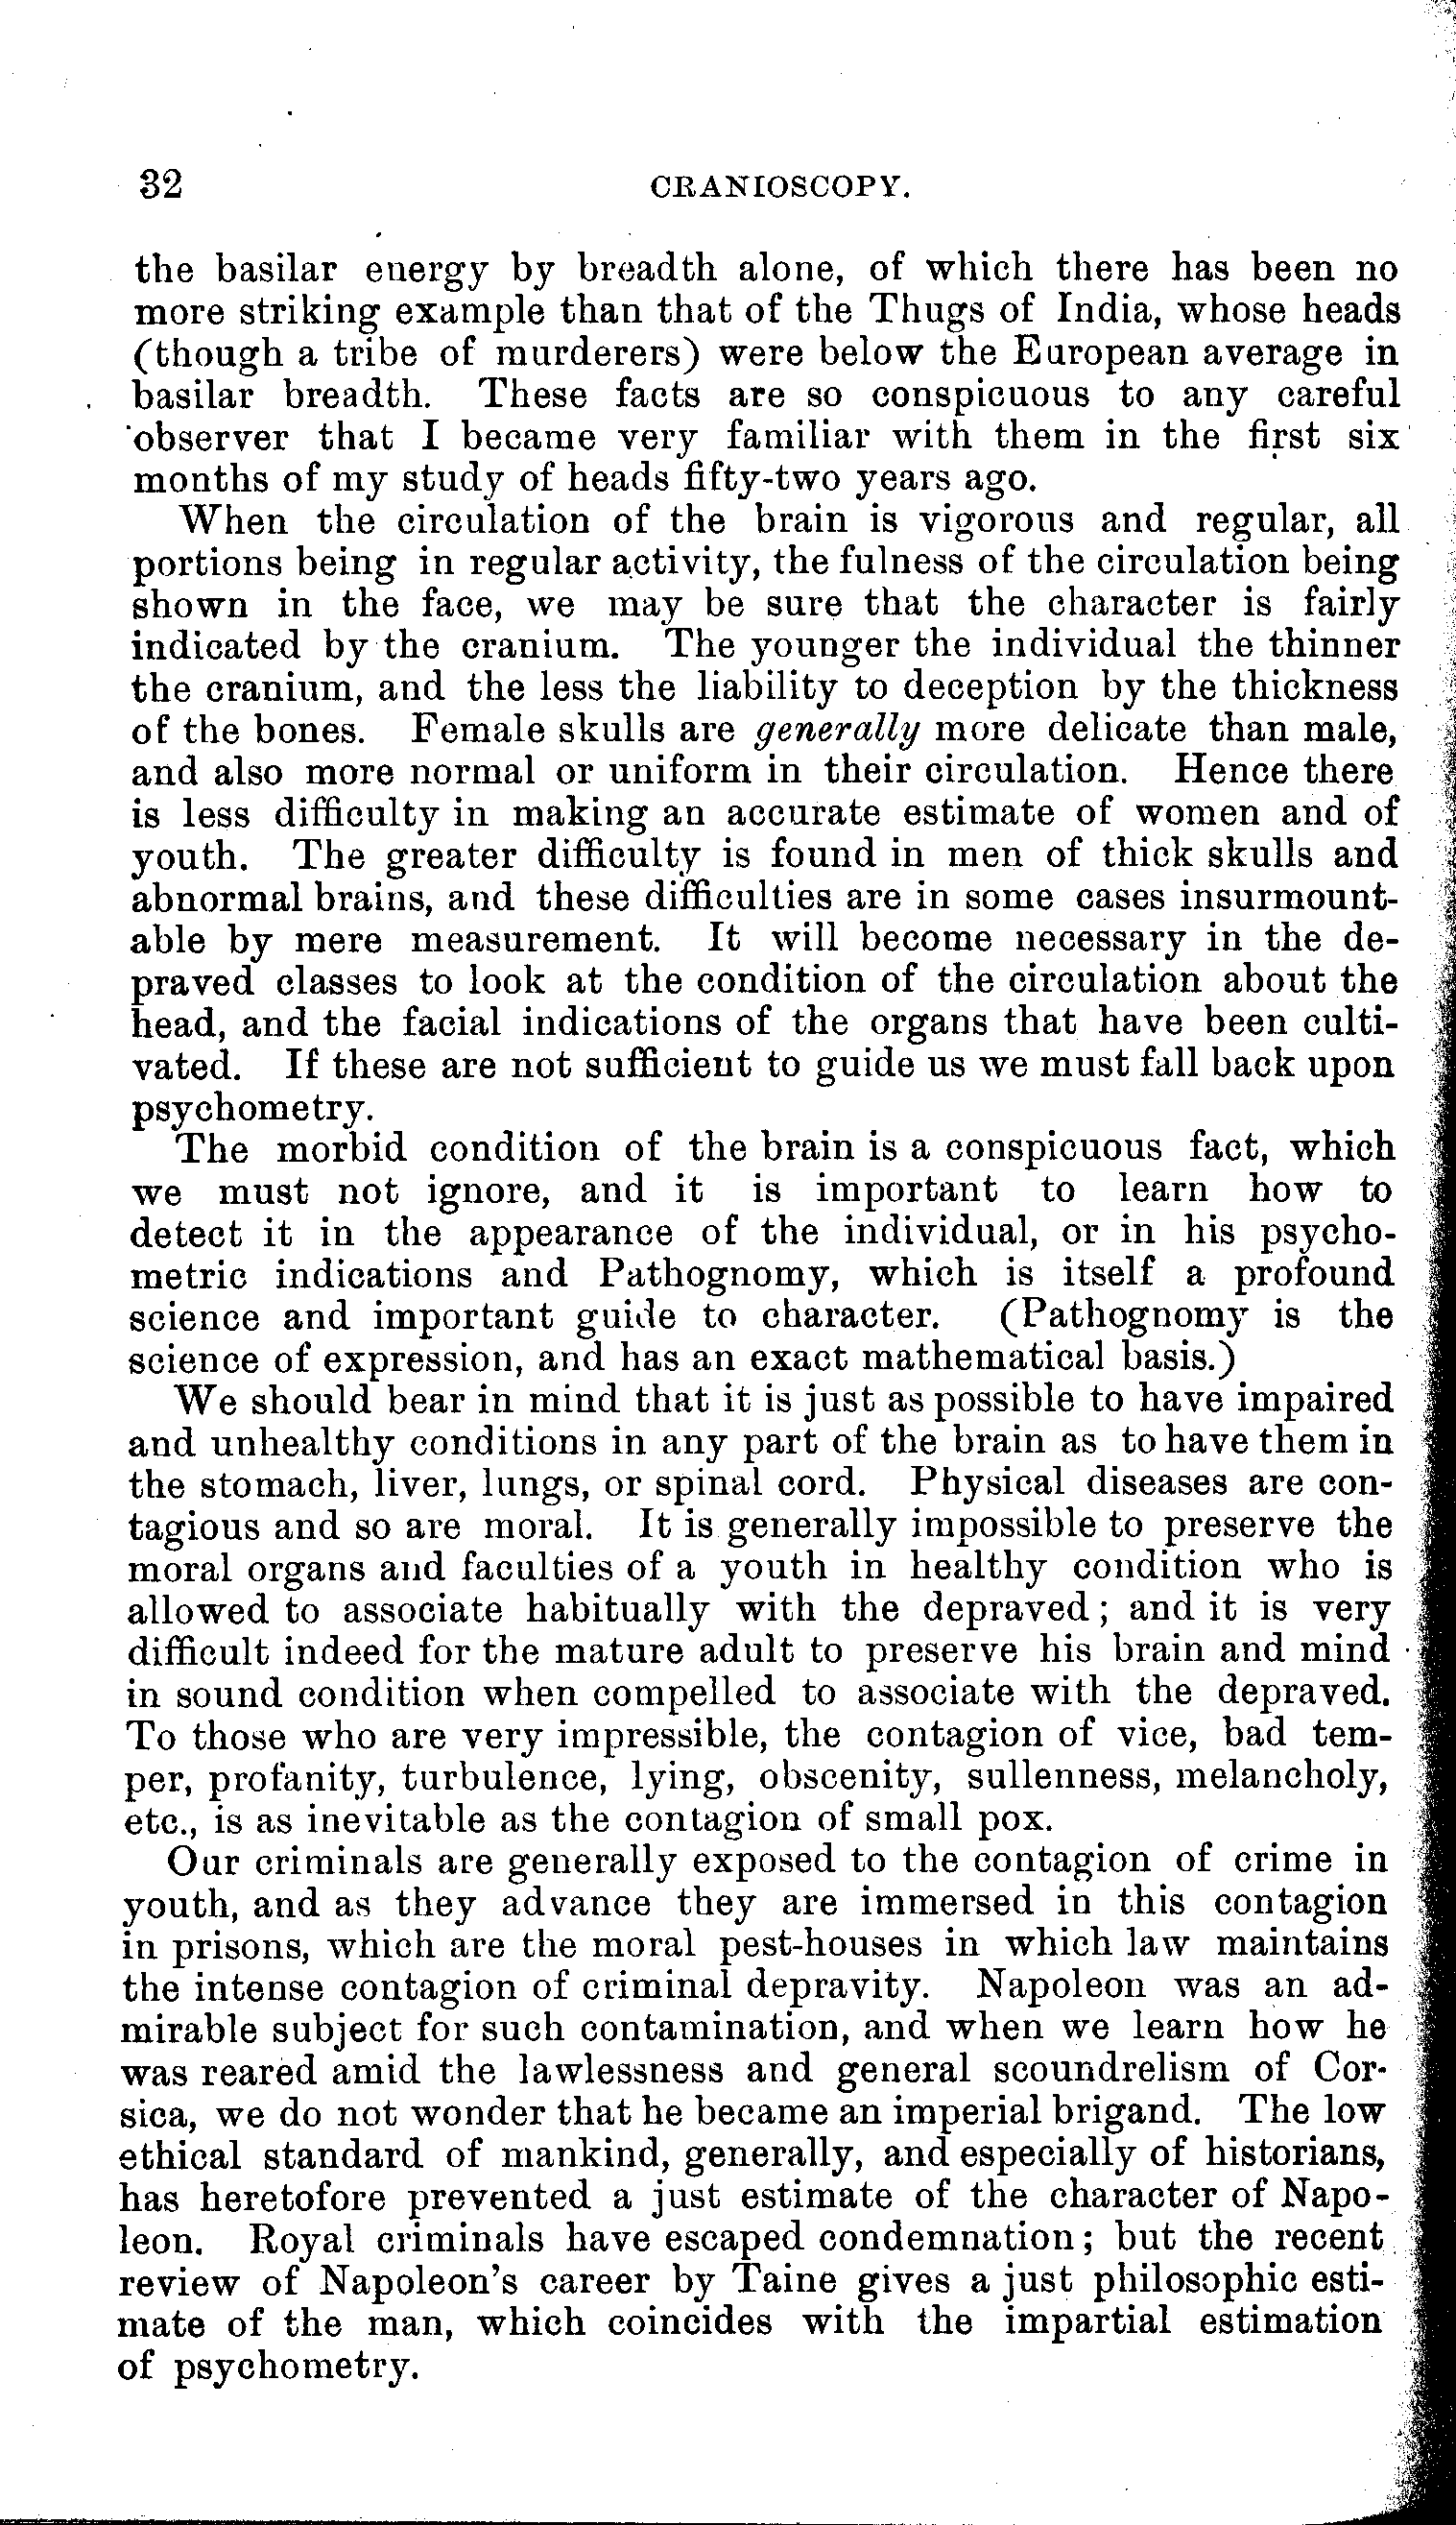 32 CRANIOSCOPY.
the basilar energy by breadth alone, of which there has been no
more striking example than that of the Thugs of India, whose heads
(though a tribe of murderers) were below the European average in
basilar breadth. These facts are so conspicuous to any careful
observer that I became very familiar with them in the first six
months of my study of heads fifty-two years ago.
When the circulation of the brain is vigorous and regular, all
portions being in regular activity, the fulness of the circulation being
shown in the face, we may be sure that the character is fairly
indicated by the cranium. The younger the individual the thinner
the cranium, and the less the liability to deception by the thickness
of the bones. Female skulls are generally more delicate than male,
and also more normal or uniform in their circulation. Hence there
is less difficulty in making an accurate estimate of women and of
youth. The greater difficulty is found in men of thick skulls and
abnormal brains, and these difficulties are in some cases insurmount-
able by mere measurement. It will become necessary in the de-
praved classes to look at the condition of the circulation about the
head, and the facial indications of the organs that have been culti-
vated. If these are not sufficient to guide us we must fall back upon
psychometry.
The morbid condition of the brain is a conspicuous fact, which
we must not ignore, and it is important to learn how to
detect it in the appearance of the individual, or in his psycho-
metric indications and Pathognomy, which is itself a profound
science and important guide to character. (Pathognomy is the
science of expression, and has an exact mathematical basis.)
We should bear in mind that it is just as possible to have impaired
and unhealthy conditions in any part of the brain as to have them in
the stomach, liver, lungs, or spinal cord. Physical diseases are con-
tagious and so are moral. It is generally impossible to preserve the
moral organs and faculties of a youth in healthy condition who is
allowed to associate habitually with the depraved; and it is very
difficult indeed for the mature adult to preserve his brain and mind
in sound condition when compelled to associate with the depraved.
To those who are very impressible, the contagion of vice, bad tem-
per, profanity, turbulence, lying, obscenity, sullenness, melancholy,
etc., is as inevitable as the contagion of small pox.
Our criminals are generally exposed to the contagion of crime in
youth, and as they advance they are immersed in this contagion
in prisons, which are the moral pest-houses in which law maintains
the intense contagion of criminal depravity. Napoleon was an ad-
mirable subject for such contamination, and when we learn how he
was reared amid the lawlessness and general scoundrelism of Cor-
sica, we do not wonder that he became an imperial brigand. The low
ethical standard of mankind, generally, and especially of historians,
has heretofore prevented a just estimate of the character of Napo-
leon. Royal criminals have escaped condemnation; but the recent
review of Napoleon's career by Taine gives a just philosophic esti-
mate of the man, which coincides with the impartial estimation
of psychometry.